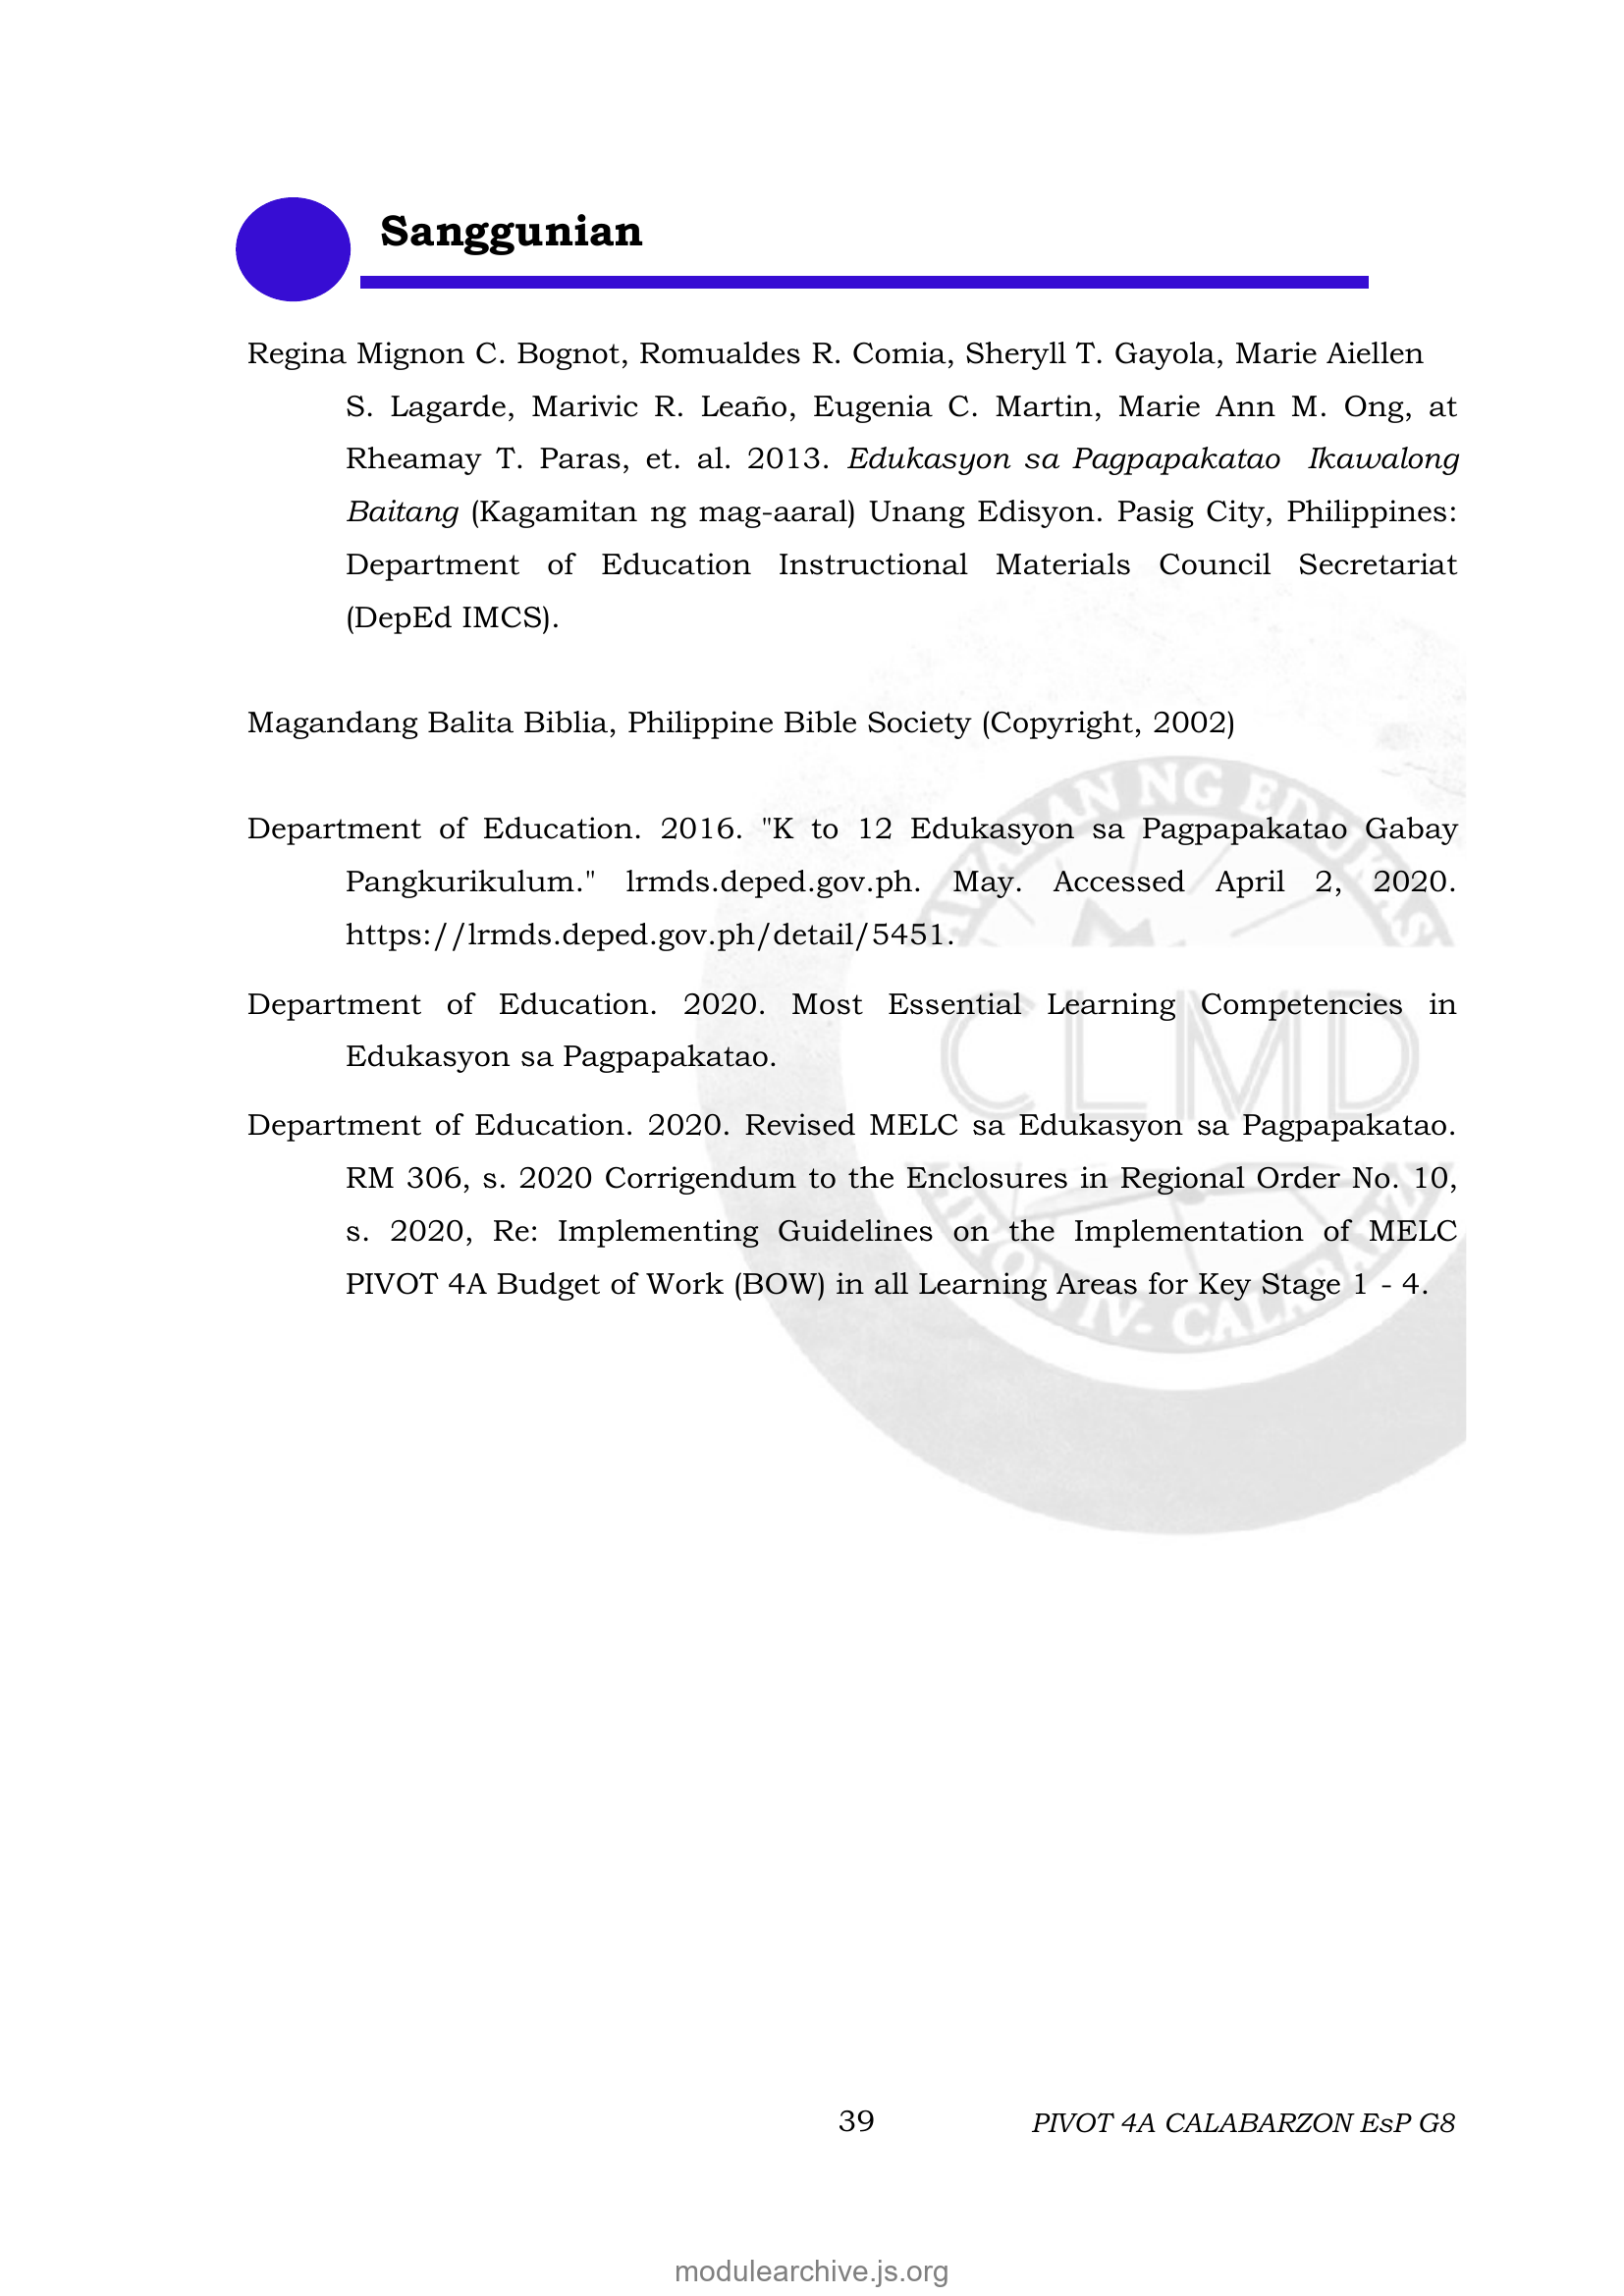 Sanggunian
Regina Mignon C. Bognot, Romualdes R. Comia, Sheryll T. Gayola, Marie Aiellen
S. Lagarde, Marivic R. Leaño, Eugenia C. Martin, Marie Ann M. Ong, at
Rheamay T. Paras, et. al. 2013. Edukasyon sa Pagpapakatao Ikawalong
Baitang (Kagamitan ng mag-aaral) Unang Edisyon. Pasig City, Philippines:
Department of Education Instructional Materials Council Secretariat
(DepEd IMCS).
Magandang Balita Biblia, Philippine Bible Society (Copyright, 2002)
Department of Education. 2016. "K to 12 Edukasyon sa Pagpapakatao Gabay
Pangkurikulum." lrmds.deped.gov.ph. May. Accessed April 2, 2020.
https://lrmds.deped.gov.ph/detail/5451.
Department of Education. 2020. Most Essential Learning Competencies in
Edukasyon sa Pagpapakatao.
Department of Education. 2020. Revised MELC sa Edukasyon sa Pagpapakatao.
RM 306, s. 2020 Corrigendum to the Enclosures in Regional Order No. 10,
s. 2020, Re: Implementing Guidelines on the Implementation of MELC
PIVOT 4A Budget of Work (BOW) in all Learning Areas for Key Stage 1 - 4.
CLMD
39 PIVOT 4A CALABARZON EsP G8
modulearchive.js.org